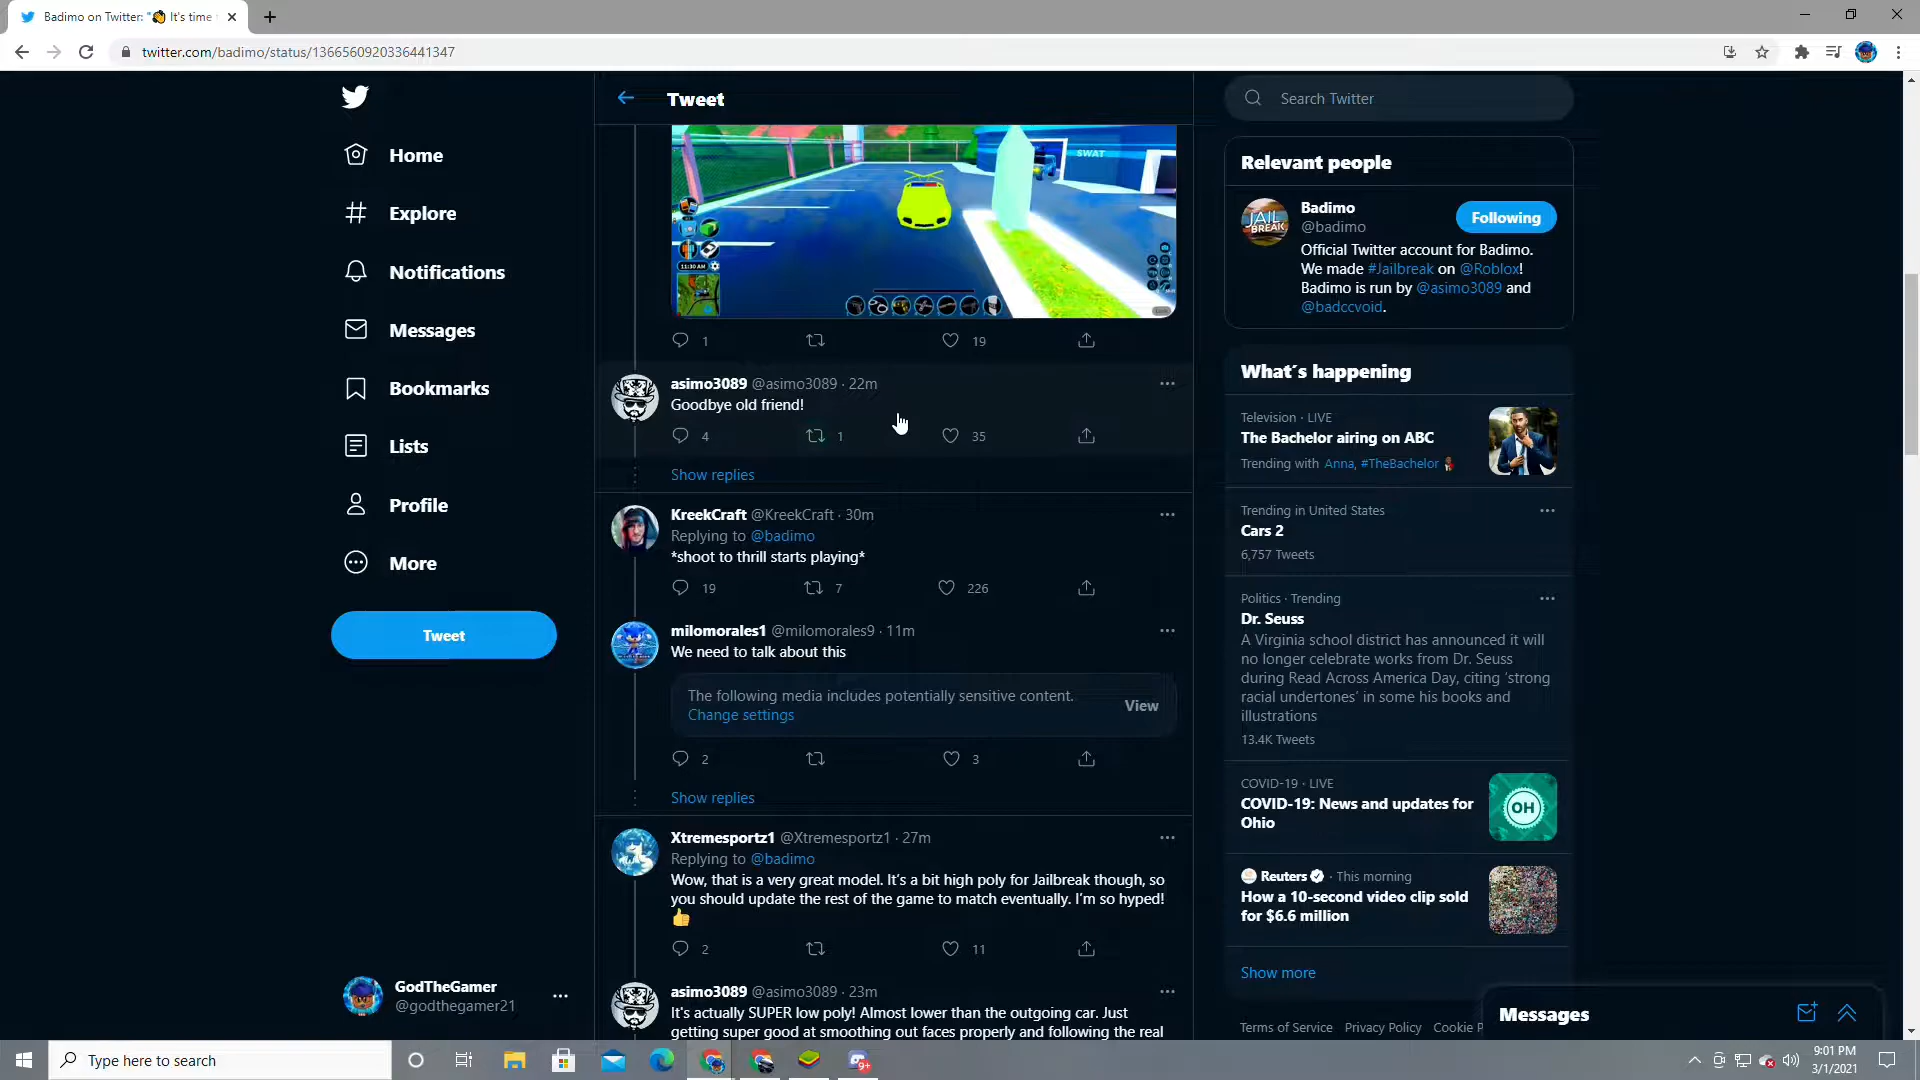 Badimo on Twitter: "👏 It's time
twitter.com/badimo/status/1366560920336441347
Home
Explore
Notifications
Messages
Bookmarks
Lists
Profile
More
Tweet
GodTheGamer
@godthegamer21
Tweet
SWAT
11:30 AM
1
19
asimo3089 @asimo3089 · 22m
Goodbye old friend!
4
1
35
Show replies
KreekCraft @KreekCraft · 30m
Replying to @badimo
*shoot to thrill starts playing*
19
7
226
milomorales1 @milomorales9 · 11m
We need to talk about this
The following media includes potentially sensitive content.
Change settings
View
2
3
Show replies
Xtremesportz1 @Xtremesportz1 · 27m
Replying to @badimo
Wow, that is a very great model. It's a bit high poly for Jailbreak though, so
you should update the rest of the game to match eventually. I'm so hyped!
👍
2
11
asimo3089 @asimo3089 · 23m
It's actually SUPER low poly! Almost lower than the outgoing car. Just
getting super good at smoothing out faces properly and following the real
Search Twitter
Relevant people
JAIL
BREAK
Badimo
@badimo
Following
Official Twitter account for Badimo.
We made #Jailbreak on @Roblox!
Badimo is run by @asimo3089 and
@badccvoid.
What's happening
Television · LIVE
The Bachelor airing on ABC
Trending with Anna, #TheBachelor
Trending in United States
Cars 2
6,757 Tweets
Politics · Trending
Dr. Seuss
A Virginia school district has announced it will
no longer celebrate works from Dr. Seuss
during Read Across America Day, citing 'strong
racial undertones' in some his books and
illustrations
13.4K Tweets
COVID-19 · LIVE
COVID-19: News and updates for
Ohio
OH
Reuters · This morning
How a 10-second video clip sold
for $6.6 million
Show more
Terms of Service Privacy Policy Cookie P
Messages
Type here to search
9+
9:01 PM
3/1/2021